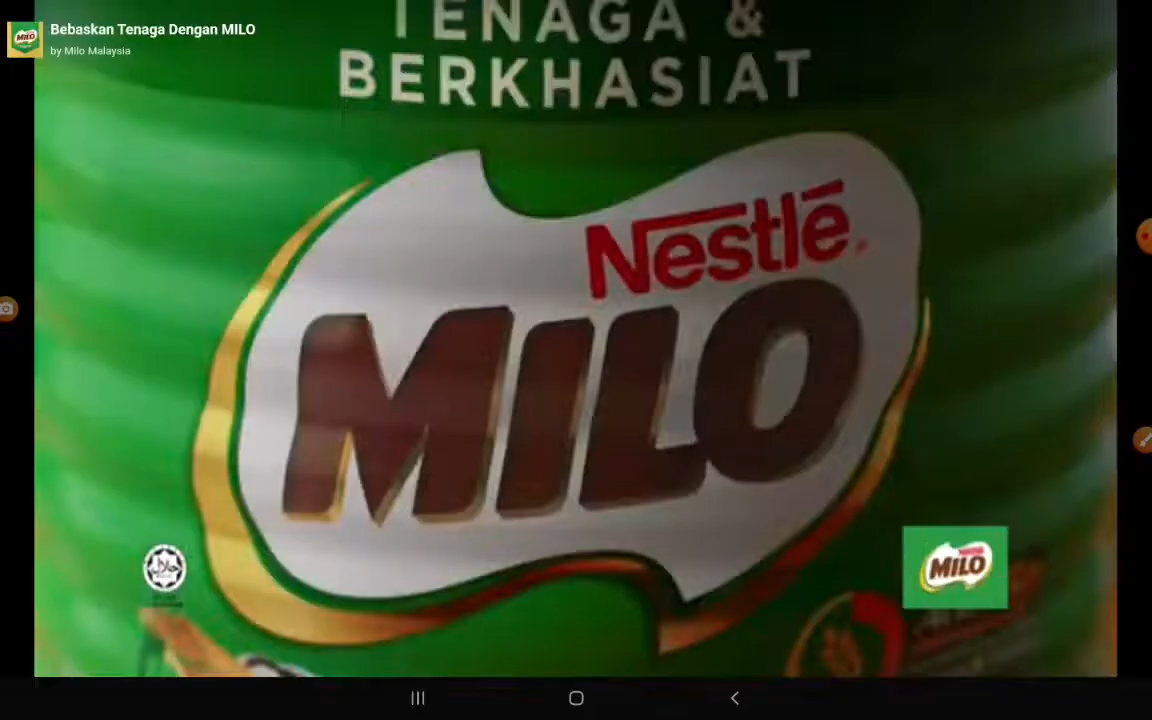 Bebaskan Tenaga Dengan MILO
by Milo Malaysia
TENAGA &
BERKHASIAT
Nestlé
MILO
MILO